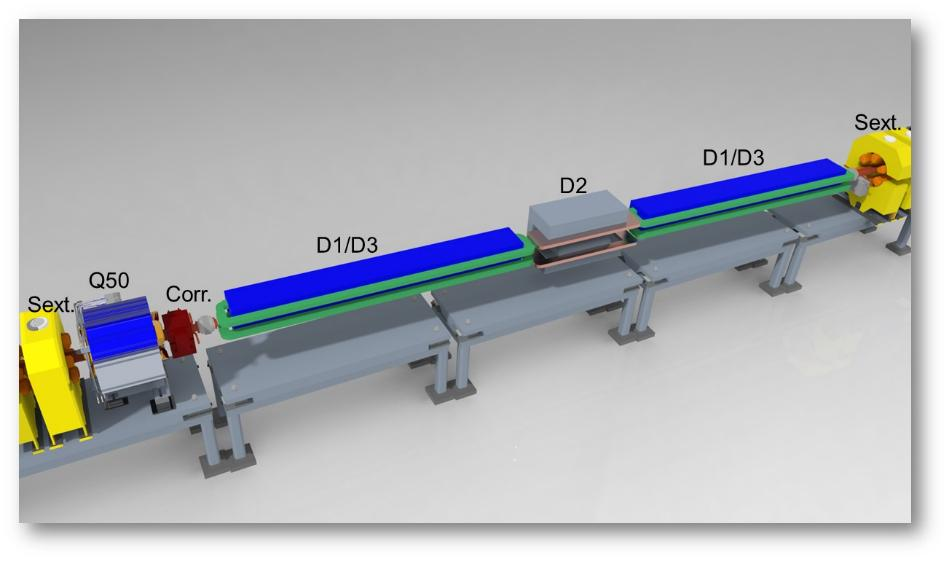 Sext.
Q50
Corr.
D1/D3
D2
D1/D3
Sext.